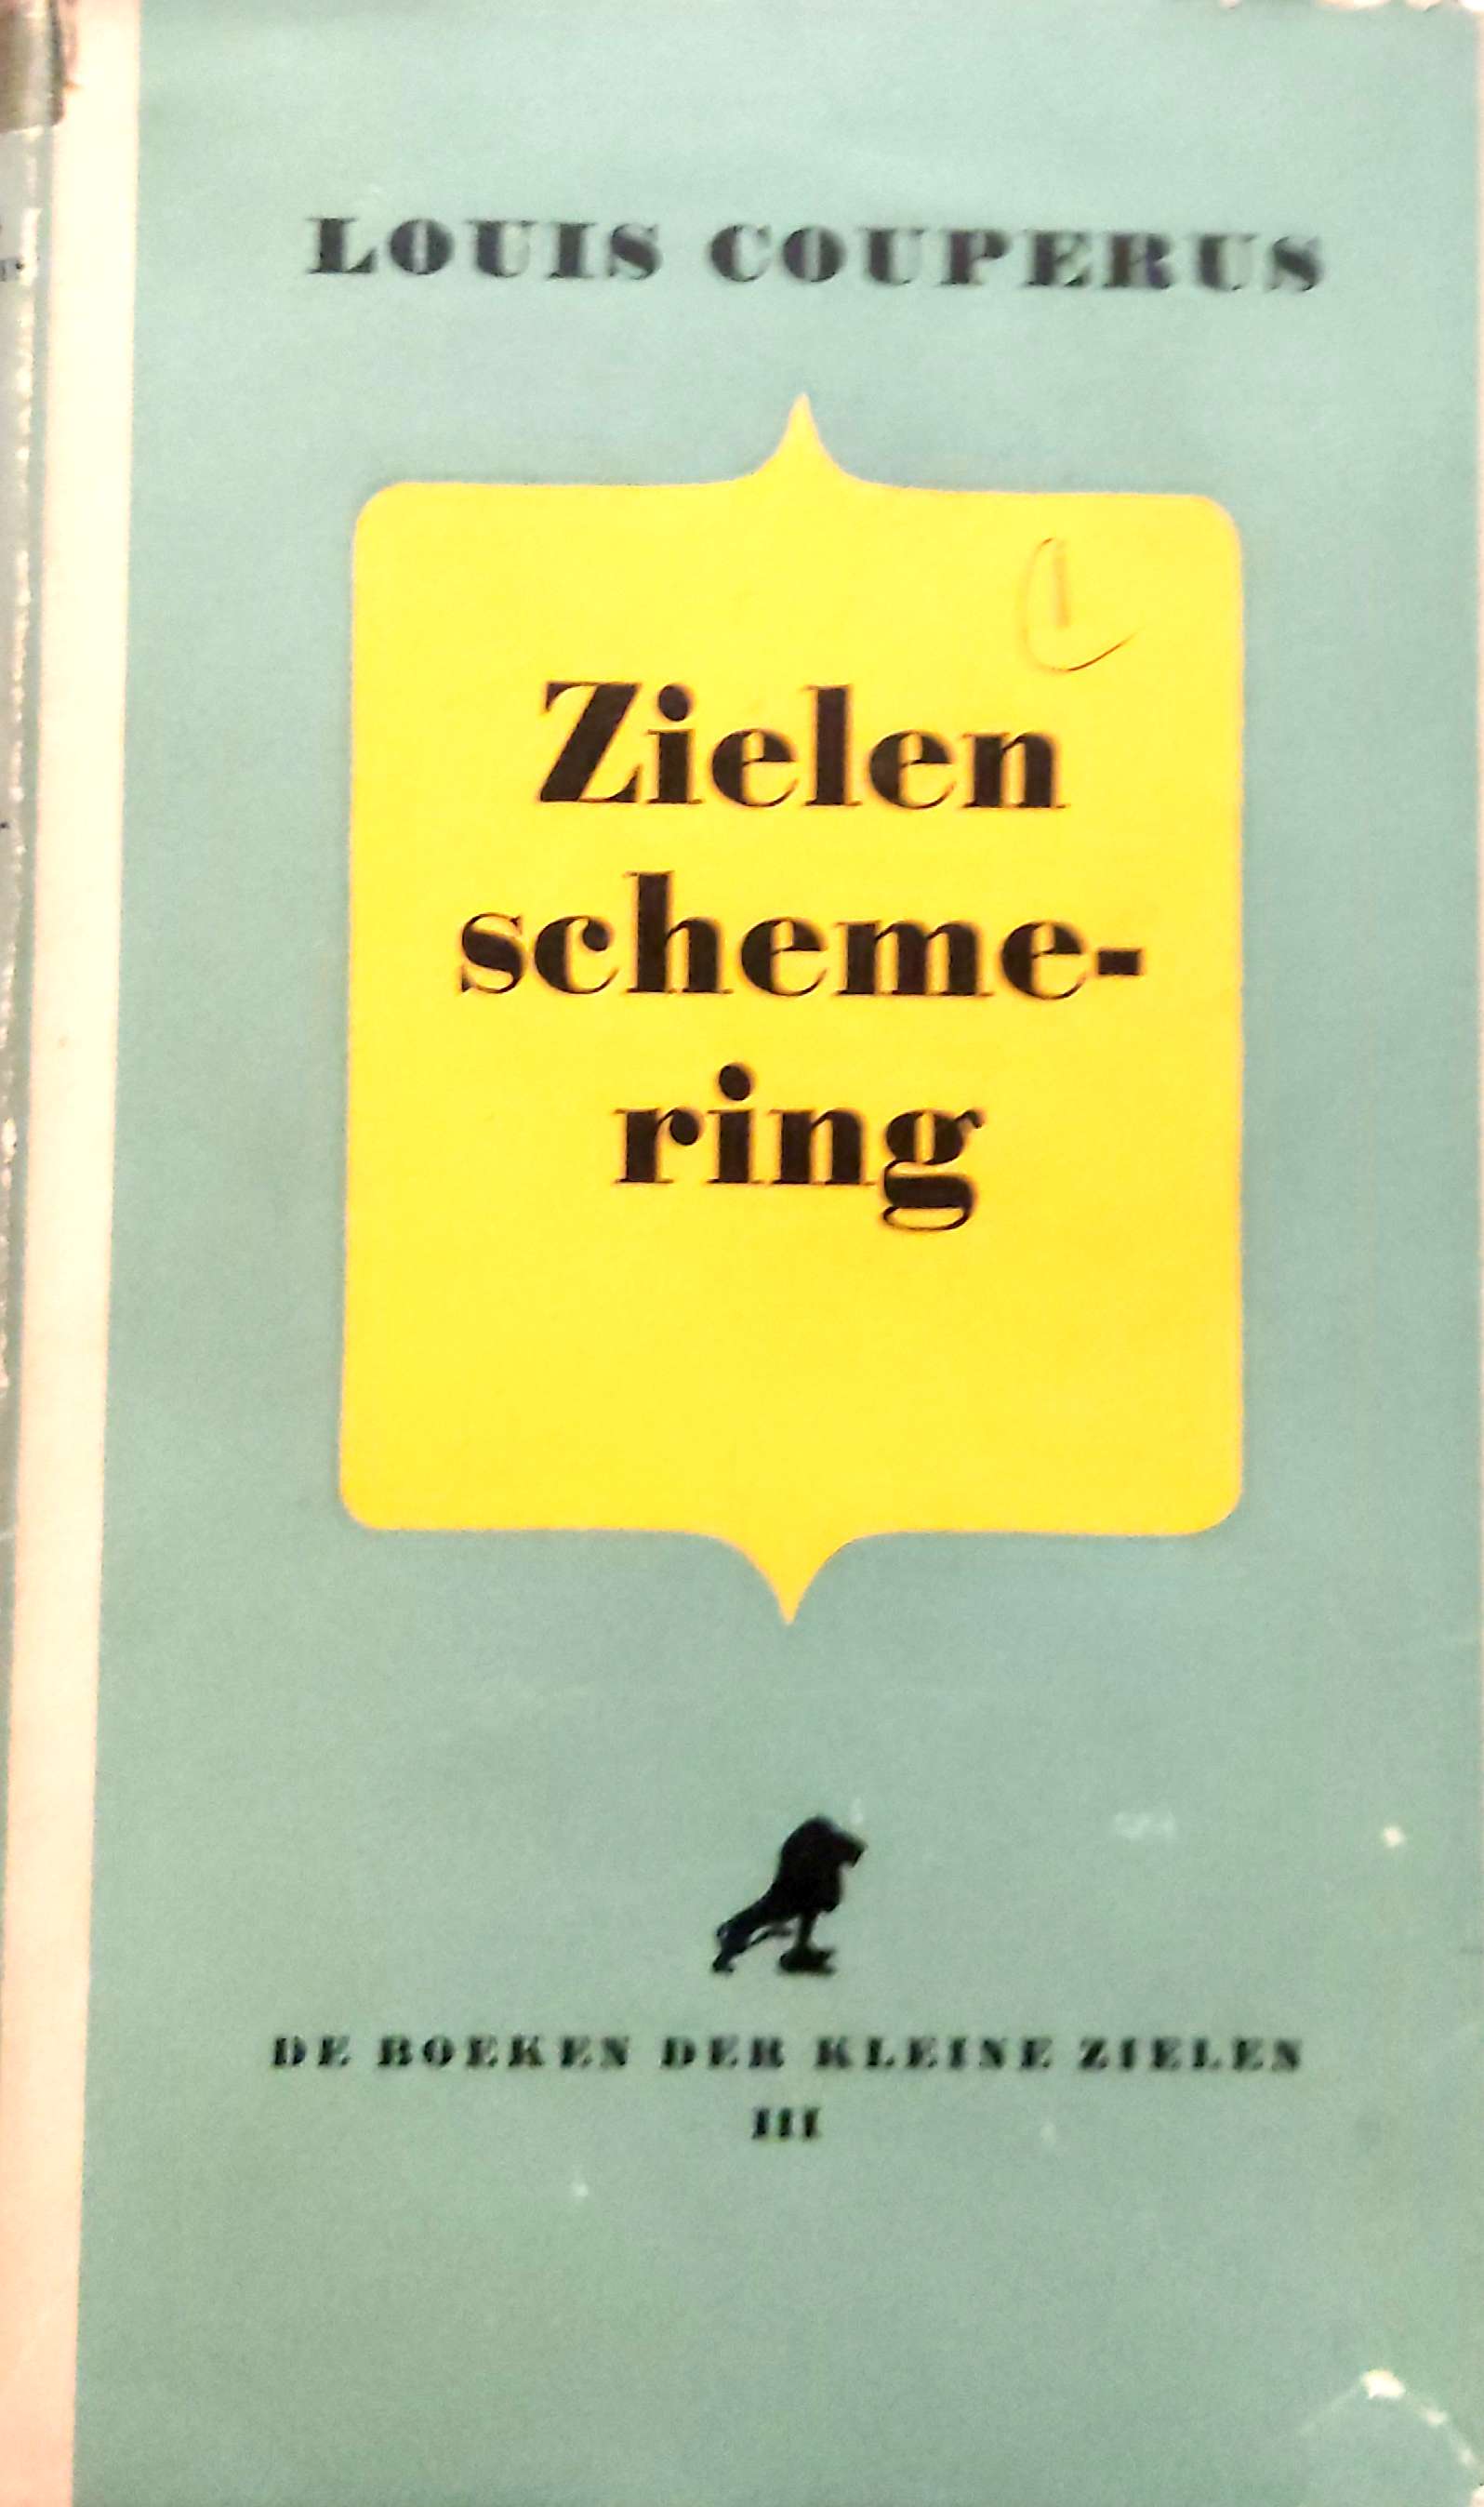 LOUIS COUPERUS
Zielen
scheme-
ring
DE BOEKEN DER KLEINE ZIELEN
III